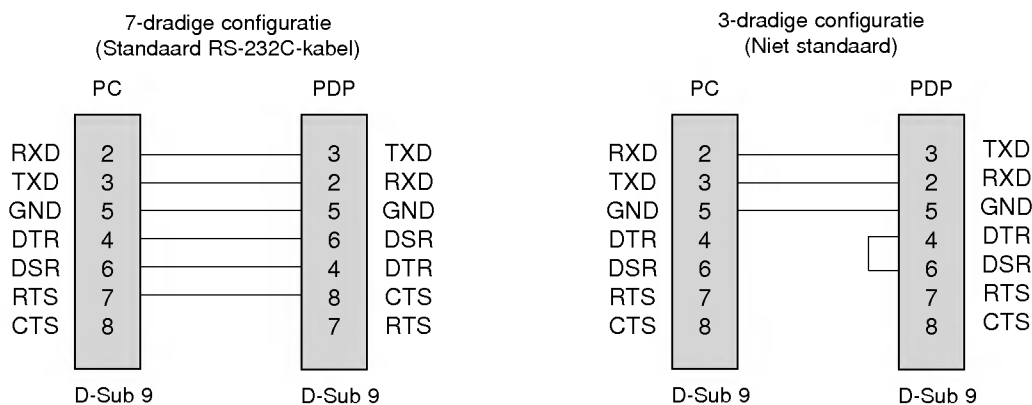 7-dradige configuratie
(Standaard RS-232C-kabel)
PC PDP
RXD 2 3 TXD
TXD 3 2 RXD
GND 5 5 GND
DTR 4 6 DSR
DSR 6 4 DTR
RTS 7 8 CTS
CTS 8 7 RTS
D-Sub 9 D-Sub 9
3-dradige configuratie
(Niet standaard)
PC PDP
RXD 2 3 TXD
TXD 3 2 RXD
GND 5 5 GND
DTR 4 4 DTR
DSR 6 6 DSR
RTS 7 7 RTS
CTS 8 8 CTS
D-Sub 9 D-Sub 9